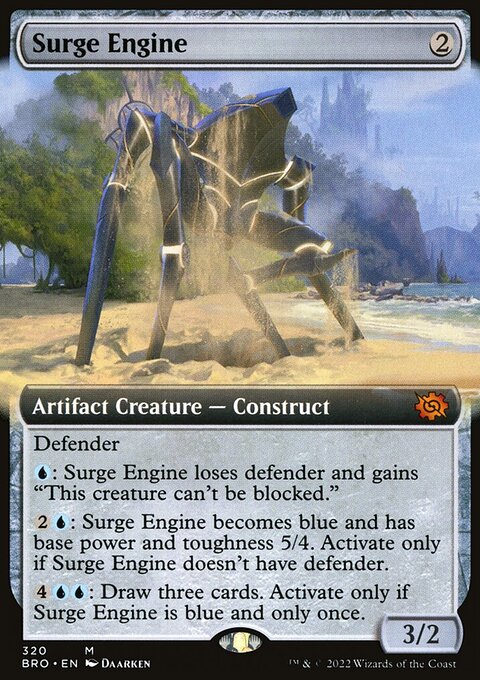 Surge Engine 2
Artifact Creature — Construct
Defender
: Surge Engine loses defender and gains
“This creature can't be blocked.”
2 : Surge Engine becomes blue and has
base power and toughness 5/4. Activate only
if Surge Engine doesn't have defender.
4 : Draw three cards. Activate only if
Surge Engine is blue and only once.
3/2
320 M
BRO • EN Daarken
™ & © 2022 Wizards of the Coast